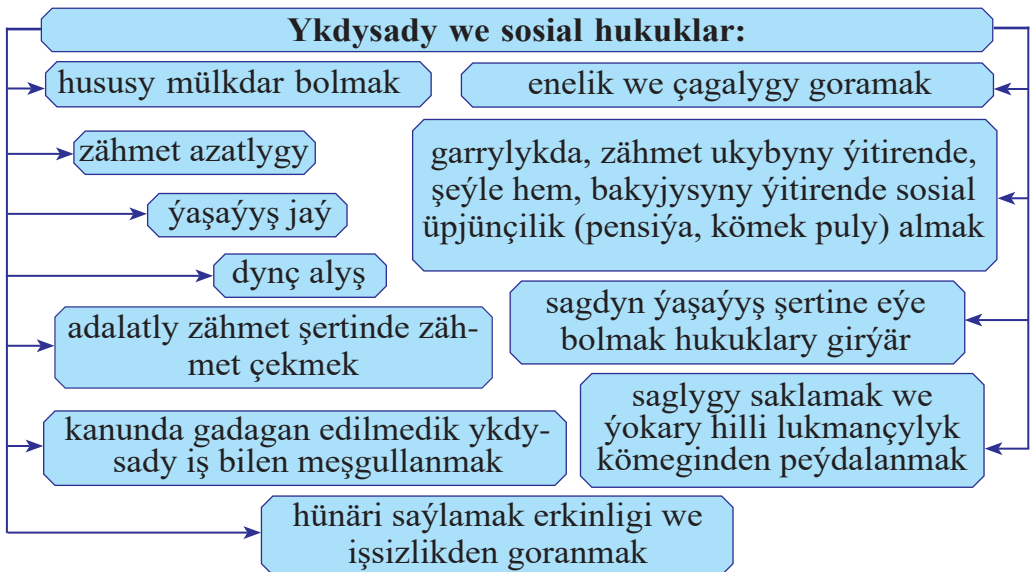 Ykdysady we sosial hukuklar:
hususy mülkdar bolmak
zähmet azatlygy
ýaşaýyş jaý
dynç alyş
adalatly zähmet şertinde zäh-
met çekmek
kanunda gadagan edilmedik ykdy-
sady iş bilen meşgullanmak
hünäri saýlamak erkinligi we
işsizlikden goranmak
enelik we çagalygy goramak
garrylykda, zähmet ukybyny ýitirende,
şeýle hem, bakyjysyny ýitirende sosial
üpjünçilik (pensiýa, kömek puly) almak
sagdyn ýaşaýyş şertine eýe
bolmak hukuklary girýär
saglygy saklamak we
ýokary hilli lukmançylyk
kömeginden peýdalanmak